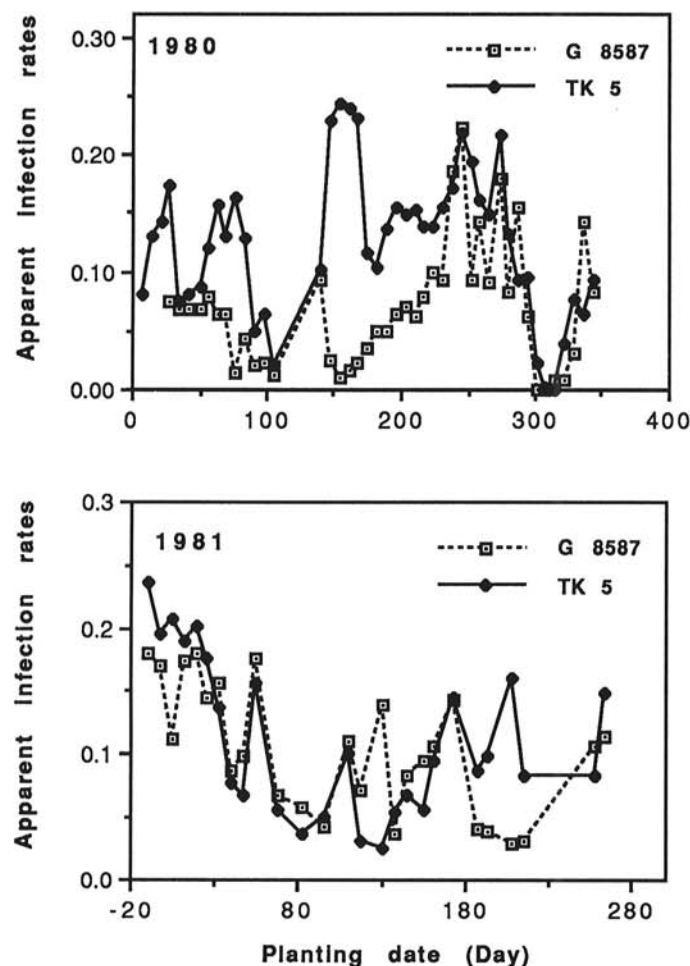 Apparent Infection rates
0.30
0.20
0.10
0.00
1980
G 8587
TK 5
0
100
200
300
400
Apparent Infection rates
0.3
0.2
0.1
0.0
1981
G 8587
TK 5
-20
80
180
280
Planting date (Day)